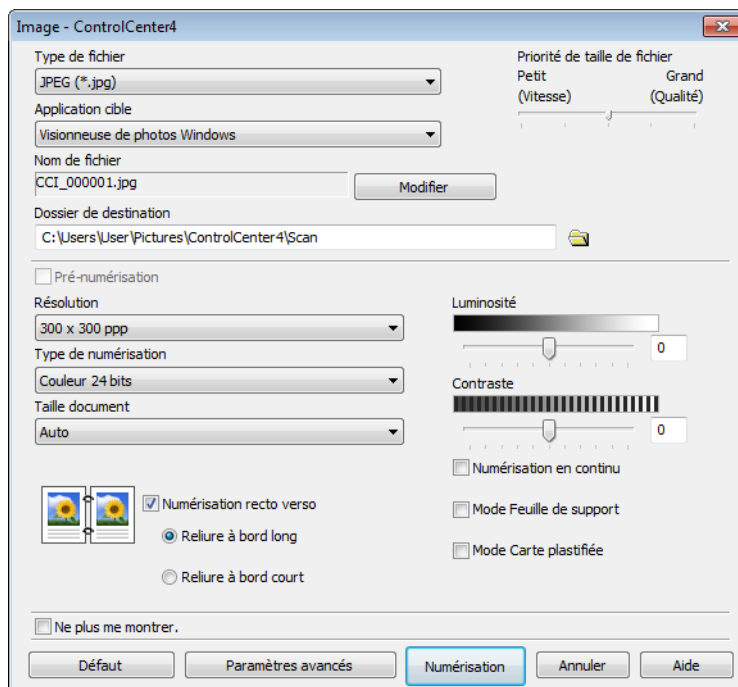 Image - ControlCenter4
Type de fichier
JPEG (*.jpg)
Application cible
Visionneuse de photos Windows
Nom de fichier
CCI_000001.jpg
Modifier
Dossier de destination
C:\Users\User\Pictures\ControlCenter4\Scan
Priorité de taille de fichier
Petit Grand
(Vitesse) (Qualité)
Pré-numérisation
Résolution
300 x 300 ppp
Type de numérisation
Couleur 24 bits
Taille document
Auto
Luminosité
0
Contraste
0
Numérisation en continu
Mode Feuille de support
Mode Carte plastifiée
Numérisation recto verso
Reliure à bord long
Reliure à bord court
Ne plus me montrer.
Défaut Paramètres avancés Numérisation Annuler Aide